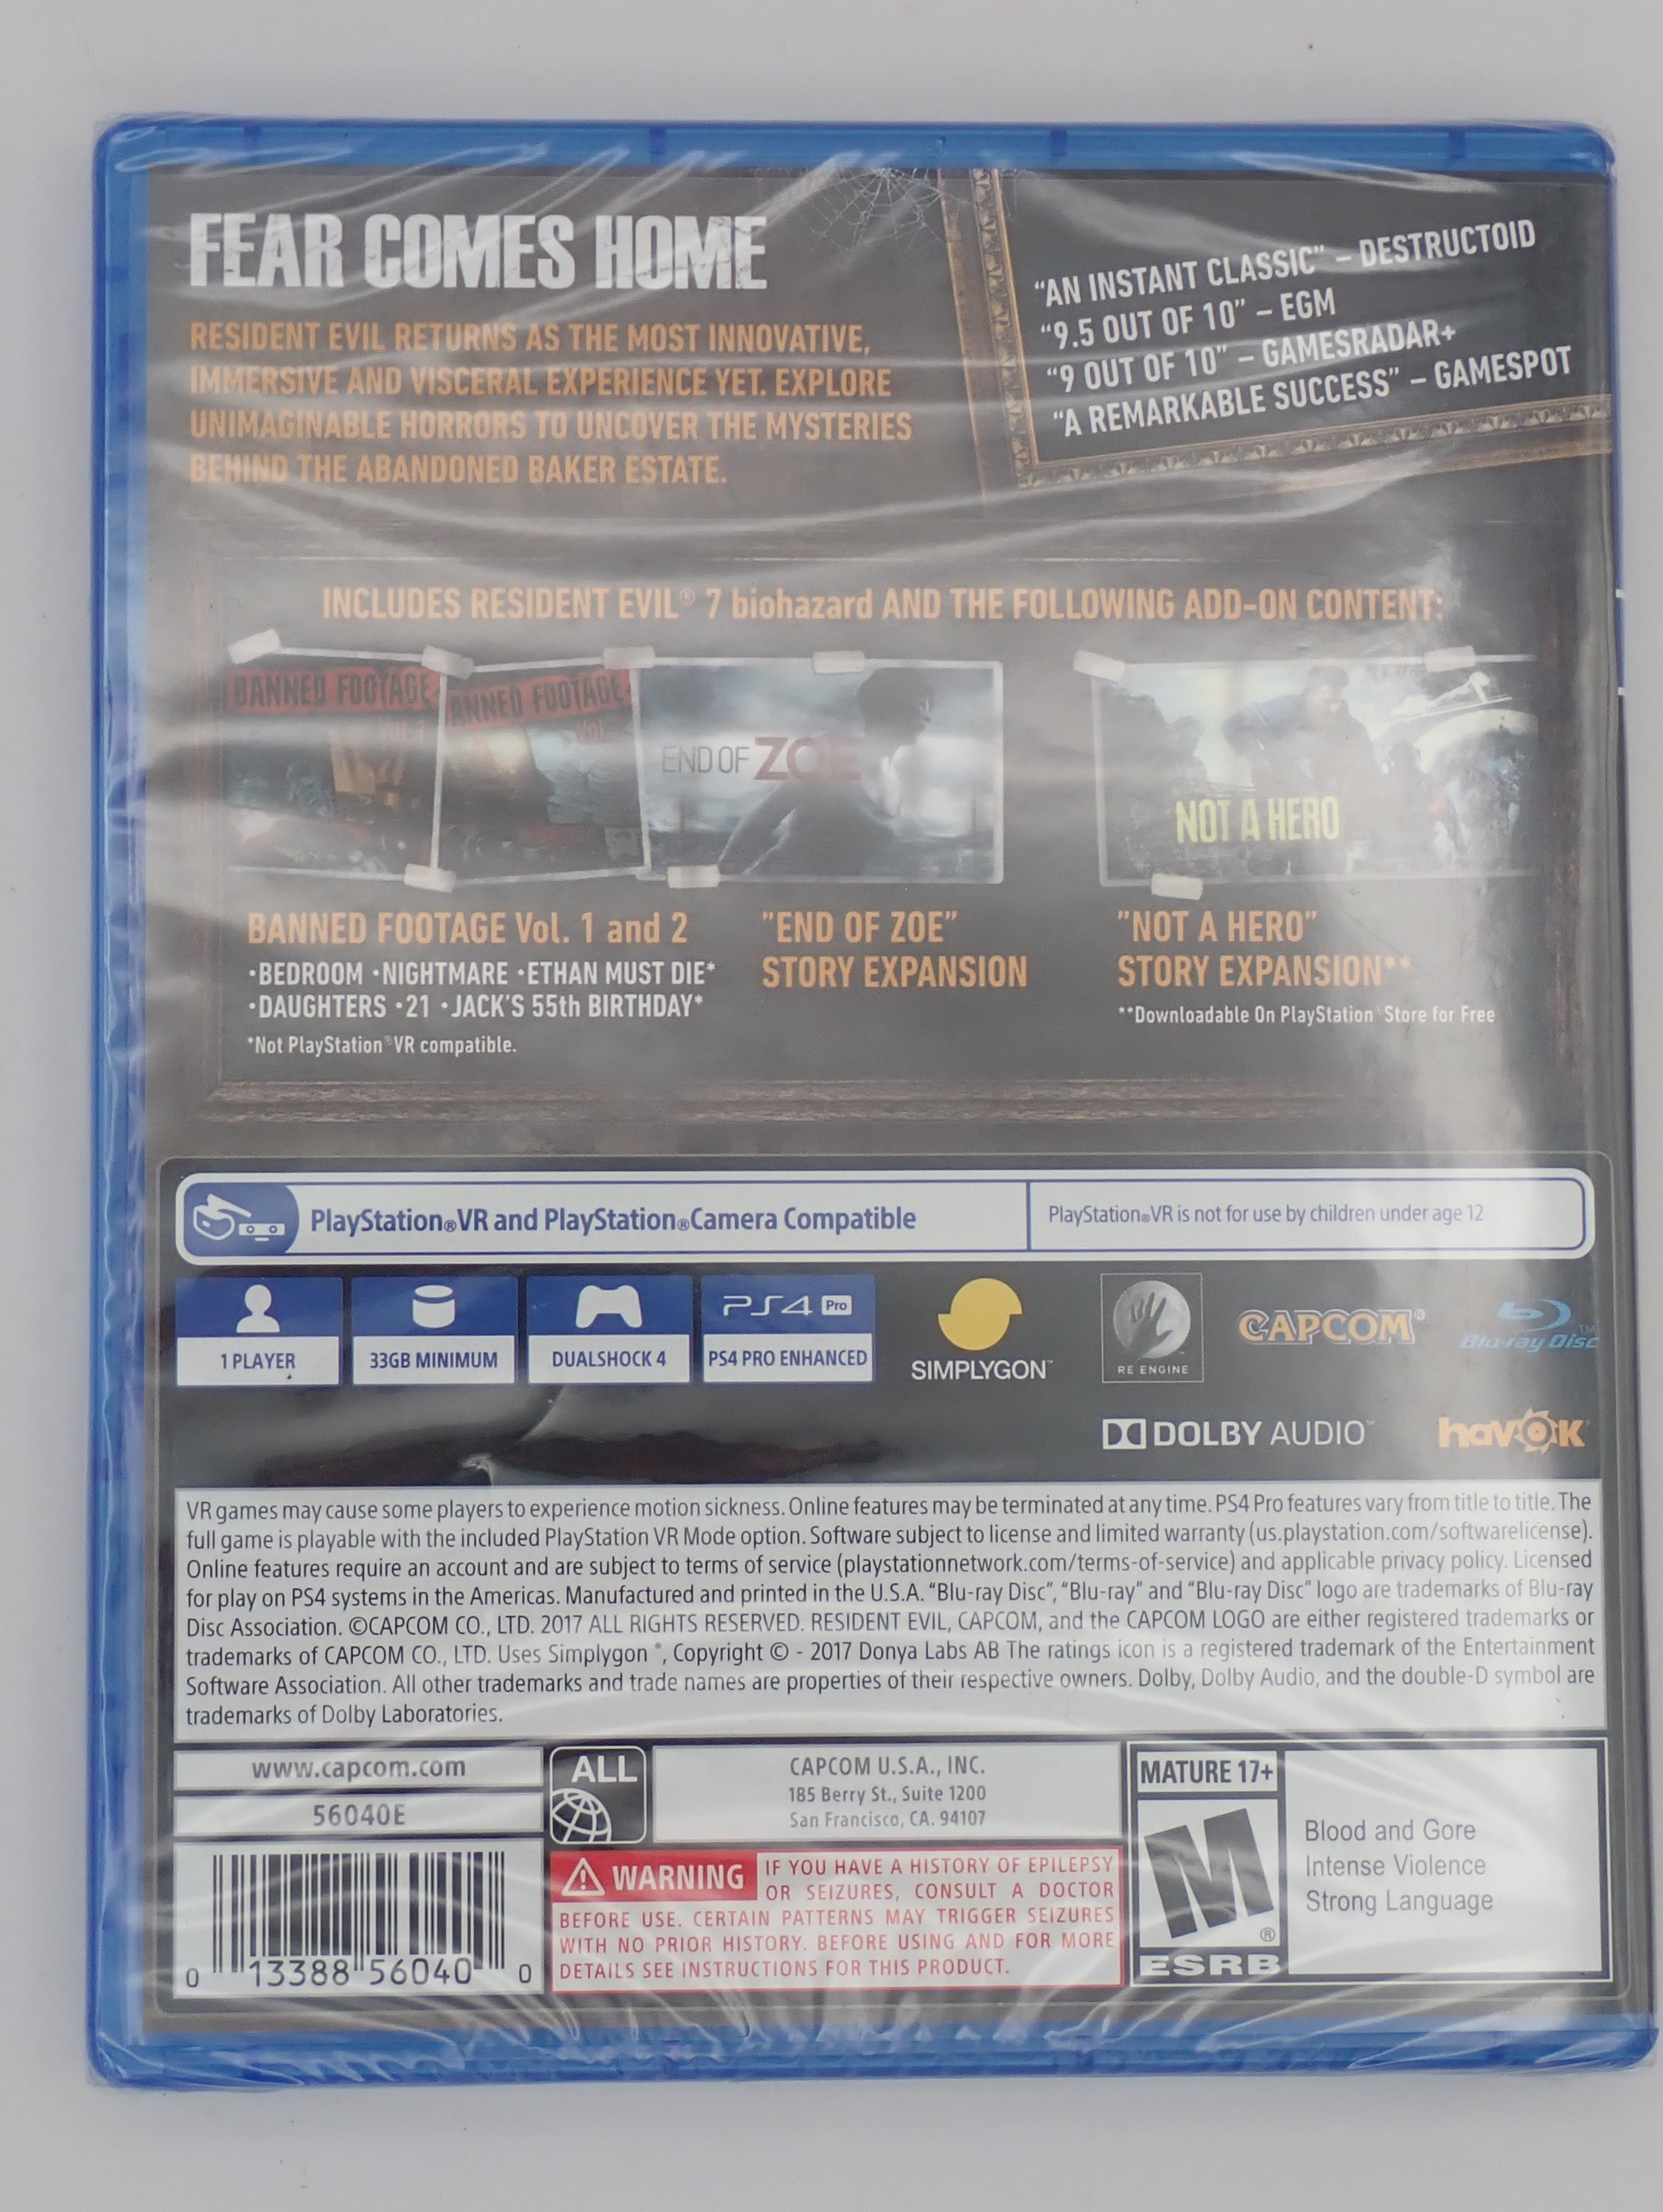 FEAR COMES HOME
RESIDENT EVIL RETURNS AS THE MOST INNOVATIVE,
IMMERSIVE AND VISCERAL EXPERIENCE YET. EXPLORE
UNIMAGINABLE HORRORS TO UNCOVER THE MYSTERIES
BEHIND THE ABANDONED BAKER ESTATE.
“AN INSTANT CLASSIC” – DESTRUCTOID
“9.5 OUT OF 10” – EGM
“9 OUT OF 10” – GAMESRADAR+
“A REMARKABLE SUCCESS” – GAMESPOT
INCLUDES RESIDENT EVIL® 7 biohazard AND THE FOLLOWING ADD-ON CONTENT:
BANNED FOOTAGE
BANNED FOOTAGE
END OF ZOE
NOT A HERO
BANNED FOOTAGE Vol. 1 and 2
•BEDROOM •NIGHTMARE •ETHAN MUST DIE*
•DAUGHTERS •21 •JACK'S 55th BIRTHDAY*
*Not PlayStation®VR compatible.
"END OF ZOE"
STORY EXPANSION
"NOT A HERO"
STORY EXPANSION**
**Downloadable On PlayStation®Store for Free
PlayStation®VR and PlayStation®Camera Compatible
PlayStation®VR is not for use by children under age 12
1 PLAYER
33GB MINIMUM
DUALSHOCK 4
PS4 Pro
PS4 PRO ENHANCED
SIMPLYGON™
RE ENGINE
CAPCOM®
Blu-ray Disc™
DOLBY AUDIO™
havok
VR games may cause some players to experience motion sickness. Online features may be terminated at any time. PS4 Pro features vary from title to title. The
full game is playable with the included PlayStation VR Mode option. Software subject to license and limited warranty (us.playstation.com/softwarelicense).
Online features require an account and are subject to terms of service (playstationnetwork.com/terms-of-service) and applicable privacy policy. Licensed
for play on PS4 systems in the Americas. Manufactured and printed in the U.S.A. “Blu-ray Disc”, “Blu-ray” and “Blu-ray Disc” logo are trademarks of Blu-ray
Disc Association. ©CAPCOM CO., LTD. 2017 ALL RIGHTS RESERVED. RESIDENT EVIL, CAPCOM, and the CAPCOM LOGO are either registered trademarks or
trademarks of CAPCOM CO., LTD. Uses Simplygon®, Copyright © - 2017 Donya Labs AB The ratings icon is a registered trademark of the Entertainment
Software Association. All other trademarks and trade names are properties of their respective owners. Dolby, Dolby Audio, and the double-D symbol are
trademarks of Dolby Laboratories.
www.capcom.com
56040E
0 13388 56040 0
ALL
CAPCOM U.S.A., INC.
185 Berry St., Suite 1200
San Francisco, CA. 94107
WARNING IF YOU HAVE A HISTORY OF EPILEPSY
OR SEIZURES, CONSULT A DOCTOR
BEFORE USE. CERTAIN PATTERNS MAY TRIGGER SEIZURES
WITH NO PRIOR HISTORY. BEFORE USING AND FOR MORE
DETAILS SEE INSTRUCTIONS FOR THIS PRODUCT.
MATURE 17+
M®
ESRB
Blood and Gore
Intense Violence
Strong Language